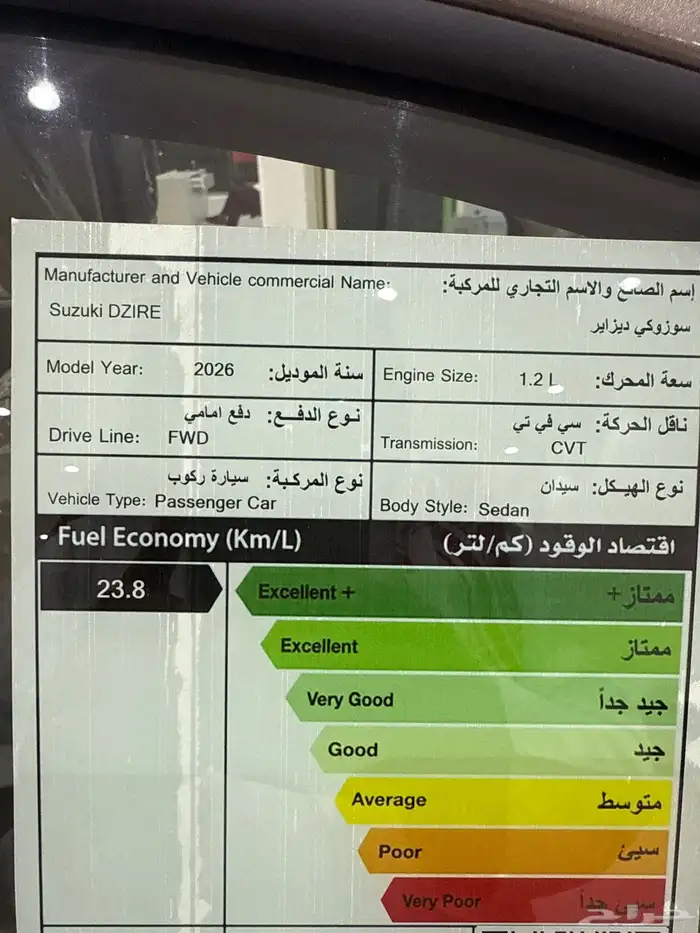 Manufacturer and Vehicle commercial Name: إسم الصانع والاسم التجاري للمركبة:
Suzuki DZIRE
سوزوكي ديزاير
Model Year: 2026 سنة الموديل:
Engine Size: 1.2 L سعة المحرك:
نوع الدفع: دفع امامي
Drive Line: FWD
ناقل الحركة: سي في تي
Transmission: CVT
نوع المركبة: سيارة ركوب
Vehicle Type: Passenger Car
نوع الهيكل: سيدان
Body Style: Sedan
• Fuel Economy (Km/L) اقتصاد الوقود (كم/لتر)
23.8
Excellent + ممتاز+
Excellent ممتاز
Very Good جيد جداً
Good جيد
Average متوسط
Poor سيئ
Very Poor سيئ جداً
حراج